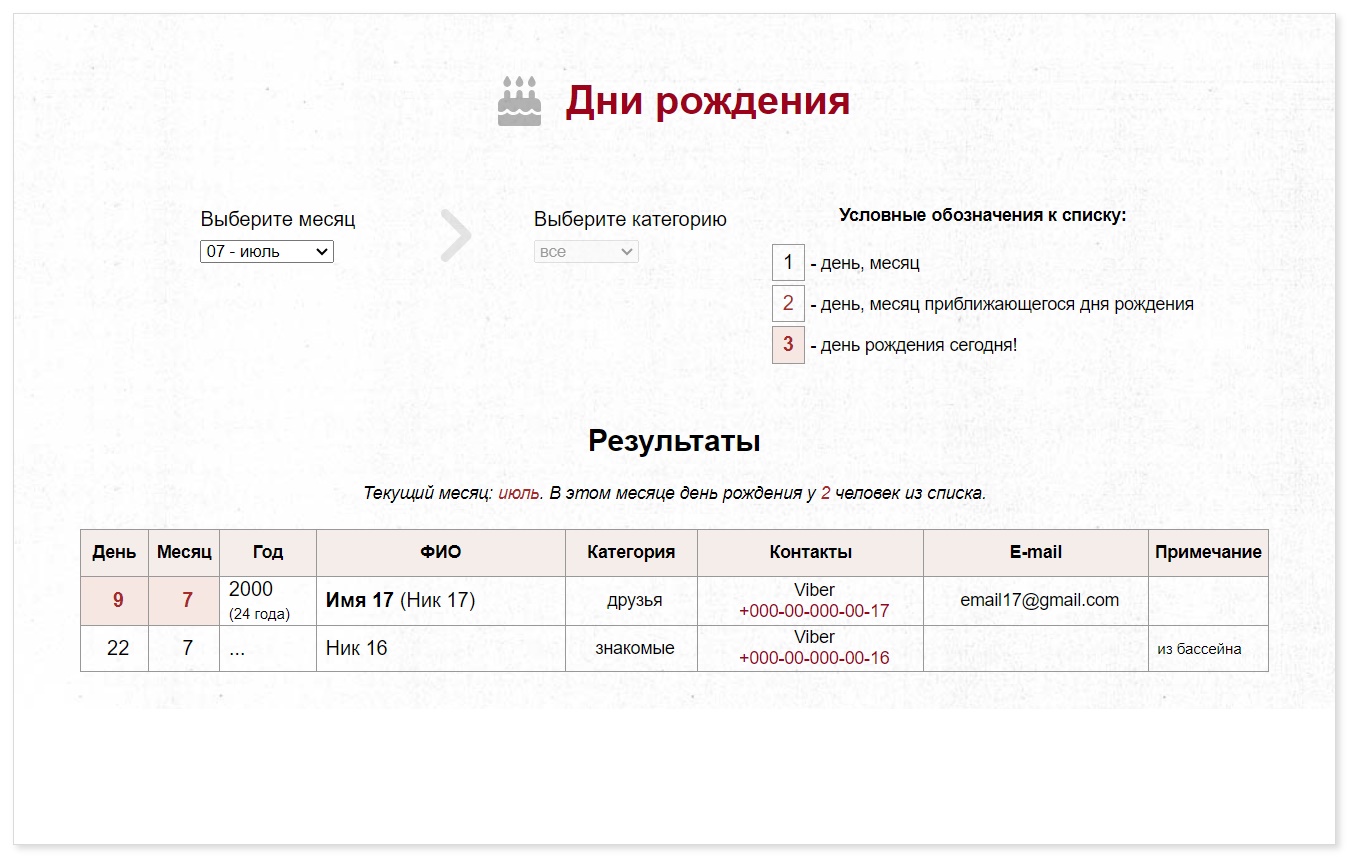 Дни рождения
Выберите месяц
07 - июль
Выберите категорию
все
Условные обозначения к списку:
1 - день, месяц
2 - день, месяц приближающегося дня рождения
3 - день рождения сегодня!
Результаты
Текущий месяц: июль. В этом месяце день рождения у 2 человек из списка.
День Месяц Год ФИО Категория Контакты E-mail Примечание
9 7 2000 (24 года) Имя 17 (Ник 17) друзья Viber +000-00-000-00-17 email17@gmail.com
22 7 ... Ник 16 знакомые Viber +000-00-000-00-16 из бассейна